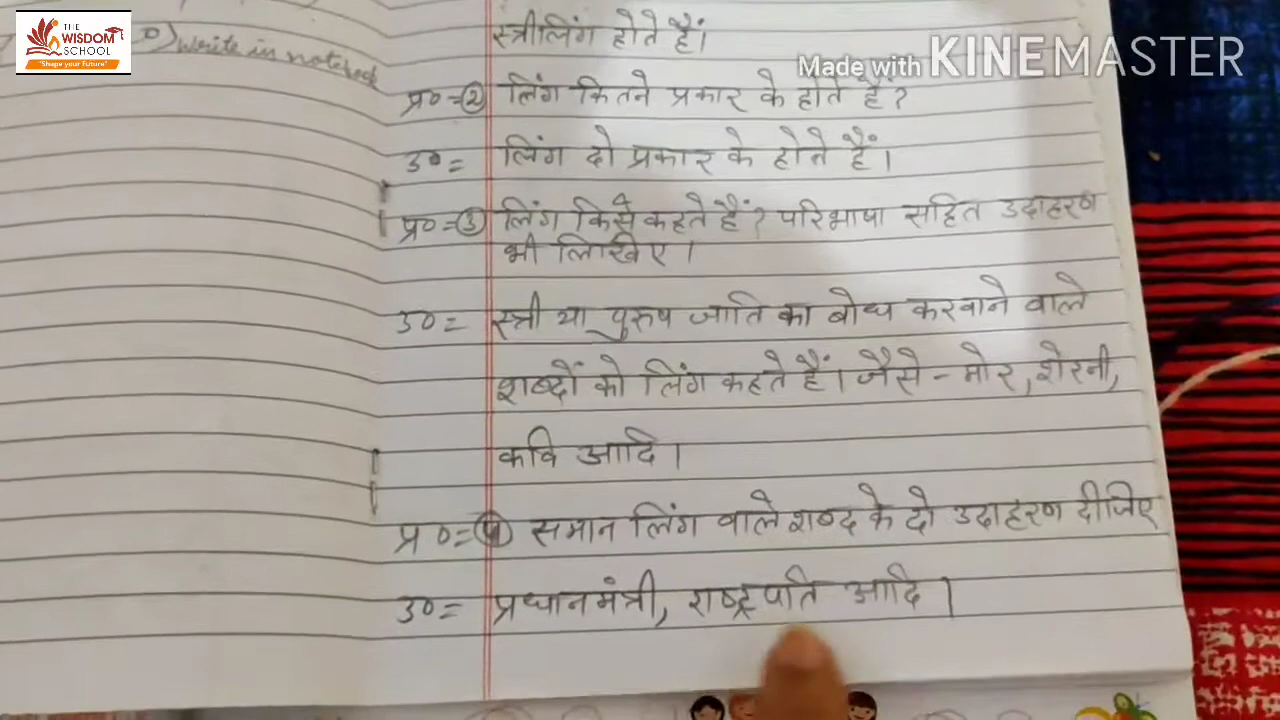 THE
WISDOM
SCHOOL
"Shape your Future"
Write in notebook
Made with KINEMASTER
स्त्रीलिंग होते हैं।
प्र०=② लिंग कितने प्रकार के होते हैं?
उ०= लिंग दो प्रकार के होते हैं।
प्र०=③ लिंग किसे कहते हैं? परिभाषा सहित उदाहरण
भी लिखिए।
उ०= स्त्री या पुरुष जाति का बोध करवाने वाले
शब्दों को लिंग कहते हैं। जैसे - मोर, शेरनी,
कवि आदि।
प्र०=④ समान लिंग वाले शब्द के दो उदाहरण दीजिए
उ०= प्रधानमंत्री, राष्ट्रपति आदि।